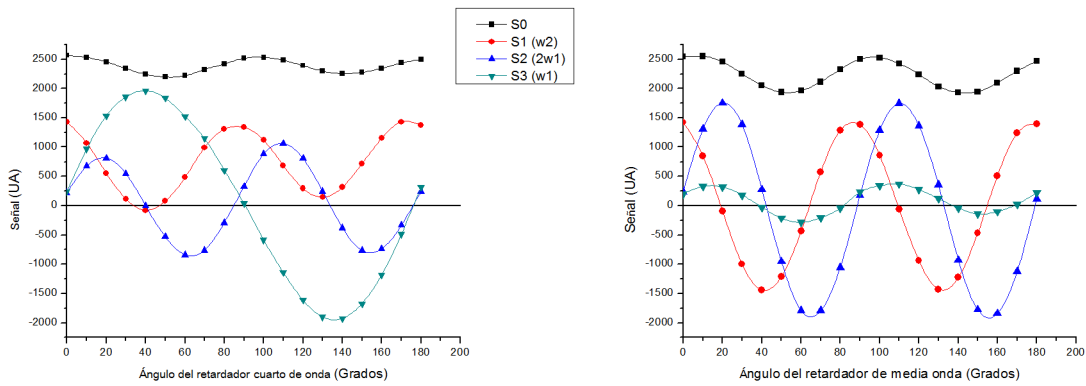 S0
S1 (w2)
S2 (2w1)
S3 (w1)
Señal (UA)
2500
2000
1500
1000
500
0
-500
-1000
-1500
-2000
0 20 40 60 80 100 120 140 160 180 200
Ángulo del retardador cuarto de onda (Grados)
Señal (UA)
2500
2000
1500
1000
500
0
-500
-1000
-1500
-2000
0 20 40 60 80 100 120 140 160 180 200
Ángulo del retardador de media onda (Grados)